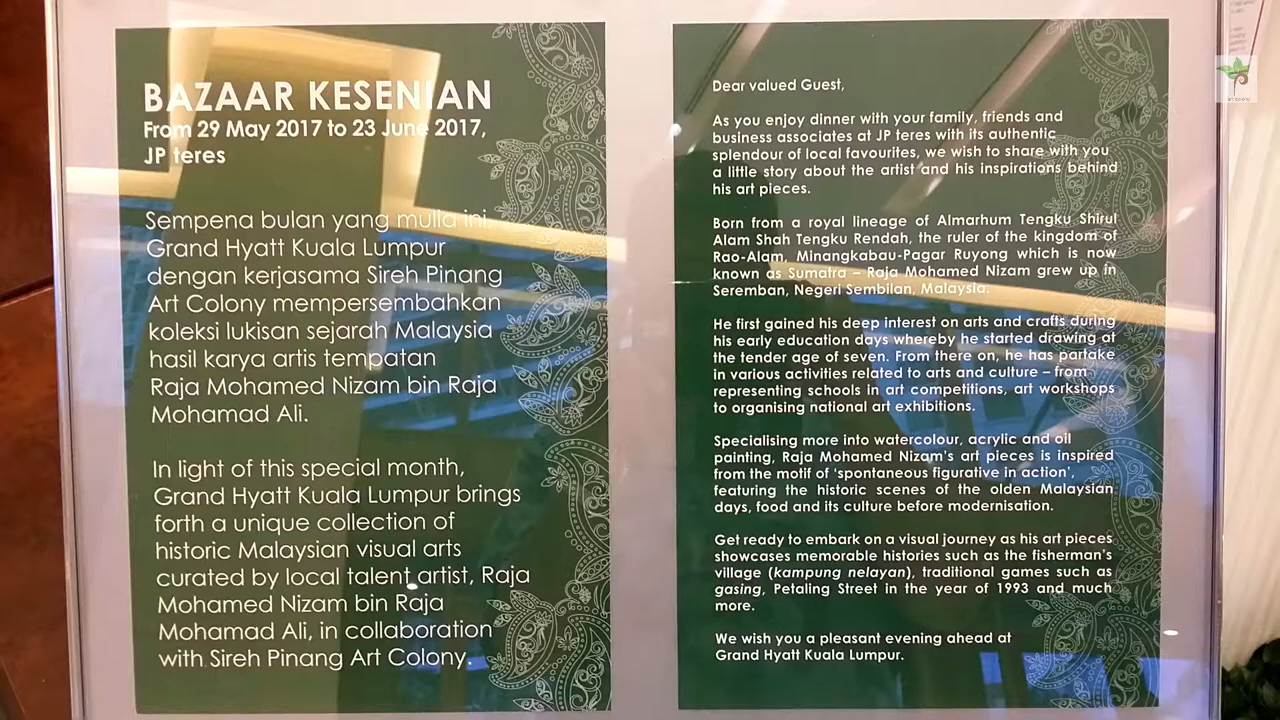 BAZAAR KESENIAN
From 29 May 2017 to 23 June 2017,
JP teres
Sempena bulan yang mulia ini,
Grand Hyatt Kuala Lumpur
dengan kerjasama Sireh Pinang
Art Colony mempersembahkan
koleksi lukisan sejarah Malaysia
hasil karya artis tempatan
Raja Mohamed Nizam bin Raja
Mohamad Ali.
In light of this special month,
Grand Hyatt Kuala Lumpur brings
forth a unique collection of
historic Malaysian visual arts
curated by local talent artist, Raja
Mohamed Nizam bin Raja
Mohamad Ali, in collaboration
with Sireh Pinang Art Colony.
Dear valued Guest,
As you enjoy dinner with your family, friends and
business associates at JP teres with its authentic
splendour of local favourites, we wish to share with you
a little story about the artist and his inspirations behind
his art pieces.
Born from a royal lineage of Almarhum Tengku Shirul
Alam Shah Tengku Rendah, the ruler of the kingdom of
Rao-Alam, Minangkabau-Pagar Ruyong which is now
known as Sumatra – Raja Mohamed Nizam grew up in
Seremban, Negeri Sembilan, Malaysia.
He first gained his deep interest on arts and crafts during
his early education days whereby he started drawing at
the tender age of seven. From there on, he has partake
in various activities related to arts and culture – from
representing schools in art competitions, art workshops
to organising national art exhibitions.
Specialising more into watercolour, acrylic and oil
painting, Raja Mohamed Nizam's art pieces is inspired
from the motif of 'spontaneous figurative in action',
featuring the historic scenes of the olden Malaysian
days, food and its culture before modernisation.
Get ready to embark on a visual journey as his art pieces
showcases memorable histories such as the fisherman's
village (kampung nelayan), traditional games such as
gasing, Petaling Street in the year of 1993 and much
more.
We wish you a pleasant evening ahead at
Grand Hyatt Kuala Lumpur.